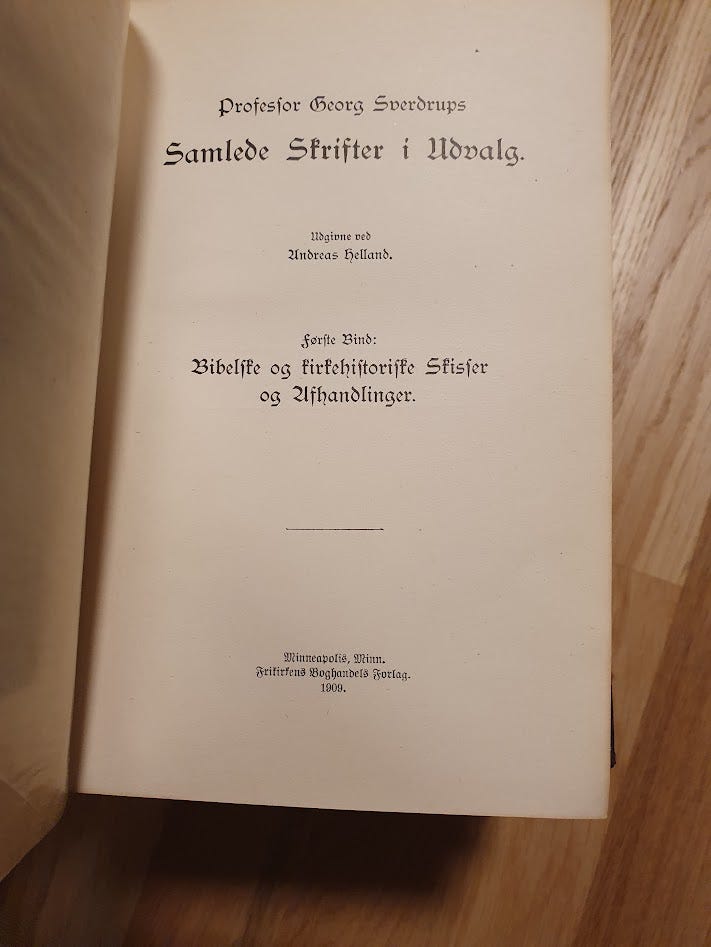 Professor Georg Sverdrups
Samlede Skrifter i Udvalg.
Udgivne ved
Andreas Helland.
Første Bind:
Bibelske og kirkehistoriske Skisser
og Afhandlinger.
Minneapolis, Minn.
Frikirkens Boghandels Forlag.
1909.